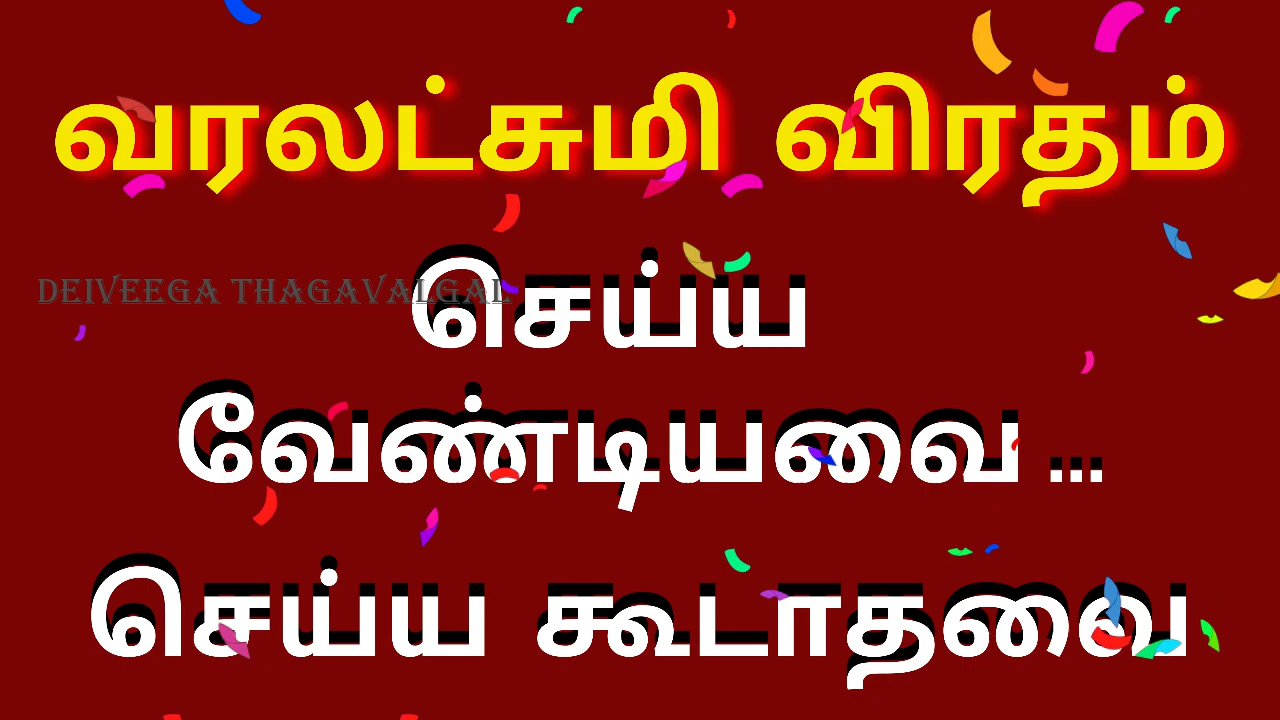 வரலட்சுமி விரதம்
செய்ய
DEIVEEGA THAGAVALGAL
வேண்டியவை ...
செய்ய கூடாதவை